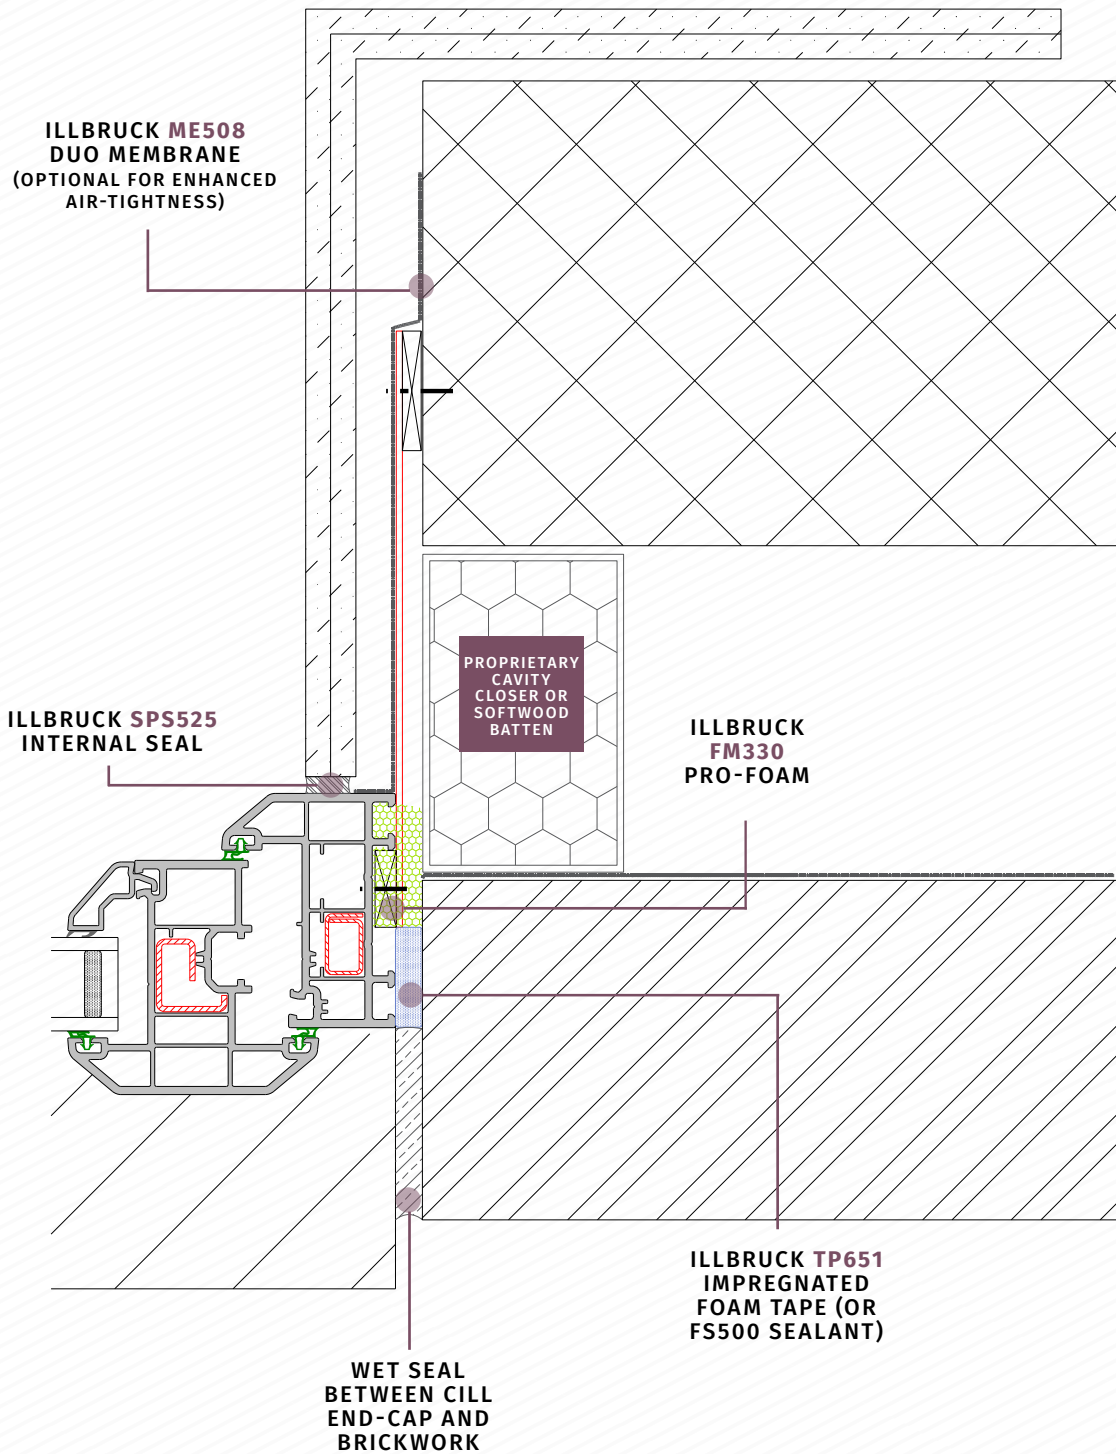 ILLBRUCK ME508
DUO MEMBRANE
(OPTIONAL FOR ENHANCED
AIR-TIGHTNESS)
PROPRIETARY
CAVITY
CLOSER OR
SOFTWOOD
BATTEN
ILLBRUCK SPS525
INTERNAL SEAL
ILLBRUCK
FM330
PRO-FOAM
ILLBRUCK TP651
IMPREGNATED
FOAM TAPE (OR
FS500 SEALANT)
WET SEAL
BETWEEN CILL
END-CAP AND
BRICKWORK